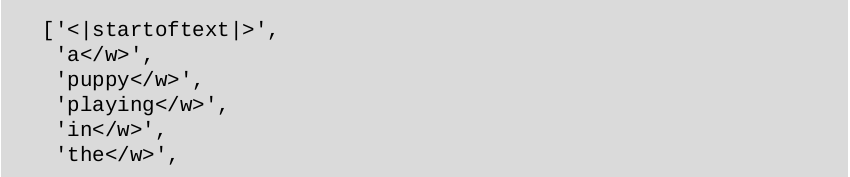 ['<|startoftext|>',
'a</w>',
'puppy</w>',
'playing</w>',
'in</w>',
'the</w>',